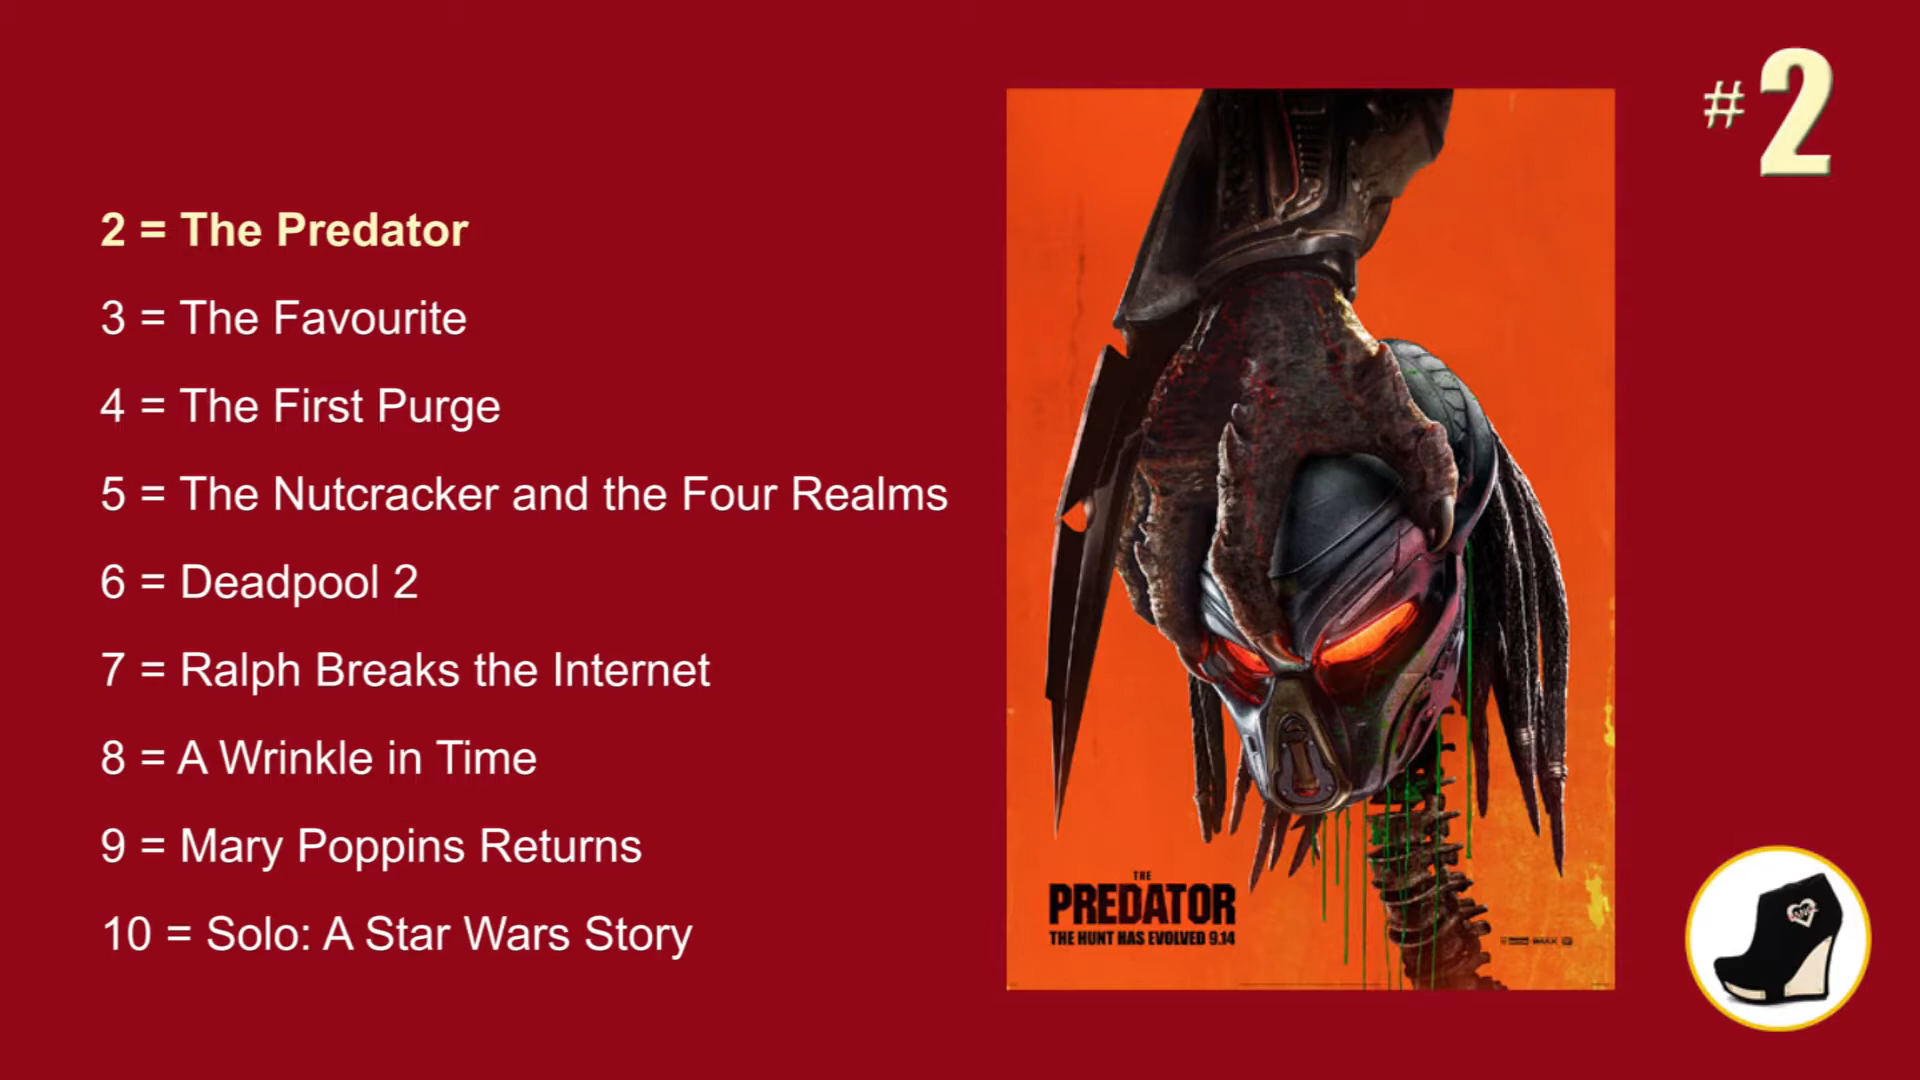 #2
2 = The Predator
3 = The Favourite
4 = The First Purge
5 = The Nutcracker and the Four Realms
6 = Deadpool 2
7 = Ralph Breaks the Internet
8 = A Wrinkle in Time
9 = Mary Poppins Returns
10 = Solo: A Star Wars Story
THE
PREDATOR
THE HUNT HAS EVOLVED 9.14
IMAX